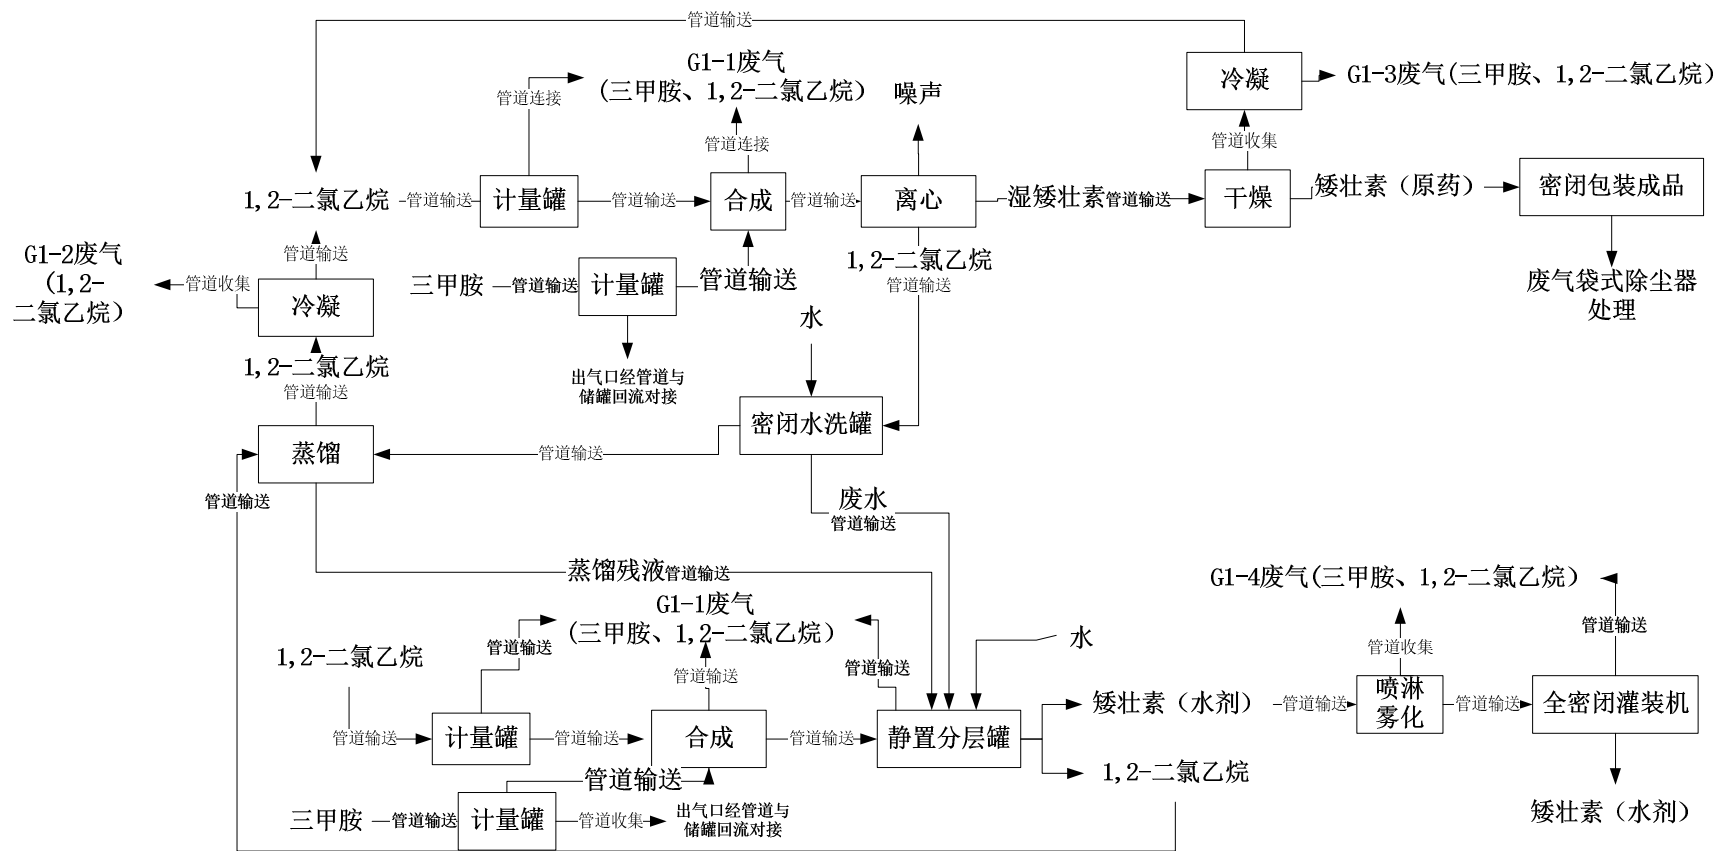 管道输送
G1-1废气
(三甲胺、1,2-二氯乙烷)
管道连接
管道连接
噪声
冷凝
G1-3废气(三甲胺、1,2-二氯乙烷)
管道收集
1,2-二氯乙烷
管道输送
计量罐
管道输送
合成
管道输送
离心
湿矮壮素管道输送
干燥
矮壮素（原药）
密闭包装成品
废气袋式除尘器
处理
G1-2废气
(1,2-
二氯乙烷)
管道收集
管道输送
冷凝
三甲胺
管道输送
计量罐
管道输送
1,2-二氯乙烷
管道输送
出气口经管道与
储罐回流对接
水
1,2-二氯乙烷
管道输送
密闭水洗罐
蒸馏
管道输送
管道输送
废水
管道输送
蒸馏残液管道输送
G1-1废气
(三甲胺、1,2-二氯乙烷)
管道输送
管道输送
管道输送
水
1,2-二氯乙烷
管道输送
计量罐
管道输送
合成
管道输送
静置分层罐
矮壮素（水剂）
1,2-二氯乙烷
管道输送
三甲胺
管道输送
计量罐
管道收集
出气口经管道与
储罐回流对接
G1-4废气(三甲胺、1,2-二氯乙烷)
管道收集
管道输送
管道输送
喷淋
雾化
管道输送
全密闭灌装机
矮壮素（水剂）